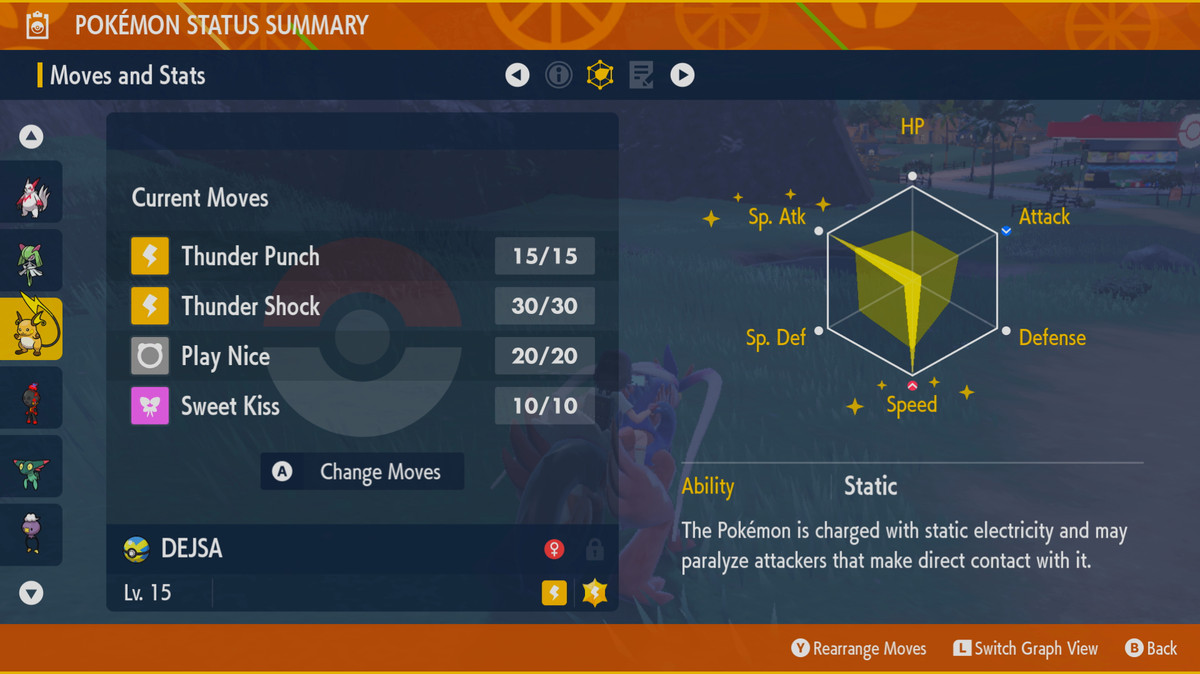 POKÉMON STATUS SUMMARY
Moves and Stats
Current Moves
Thunder Punch 15/15
Thunder Shock 30/30
Play Nice 20/20
Sweet Kiss 10/10
A Change Moves
DEJSA
Lv. 15
HP
Sp. Atk
Attack
Sp. Def
Defense
Speed
Ability Static
The Pokémon is charged with static electricity and may
paralyze attackers that make direct contact with it.
Y Rearrange Moves L Switch Graph View B Back